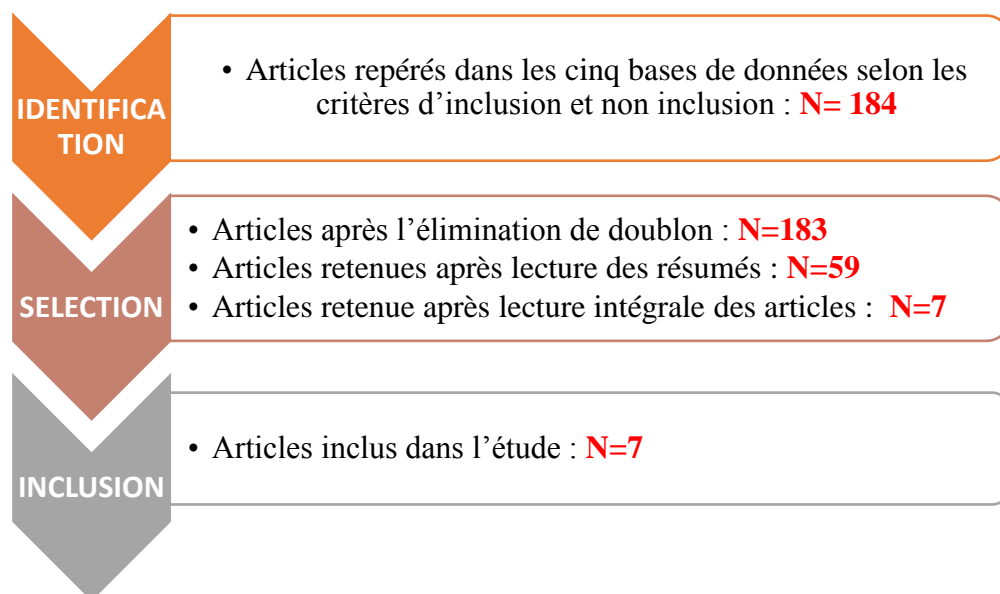 IDENTIFICA
TION
• Articles repérés dans les cinq bases de données selon les
critères d’inclusion et non inclusion : N= 184
SELECTION
• Articles après l’élimination de doublon : N=183
• Articles retenues après lecture des résumés : N=59
• Articles retenue après lecture intégrale des articles : N=7
INCLUSION
• Articles inclus dans l’étude : N=7